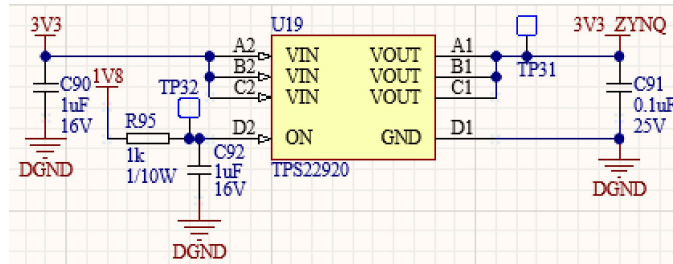 3V3
U19
3V3_ZYNQ
A2 VIN VOUT A1
B2 VIN VOUT B1
C2 VIN VOUT C1
TP31
C90
1uF
16V
1V8
TP32
C91
0.1uF
25V
R95
D2 ON GND D1
1k
1/10W
C92
1uF
16V
TPS22920
DGND
DGND
DGND